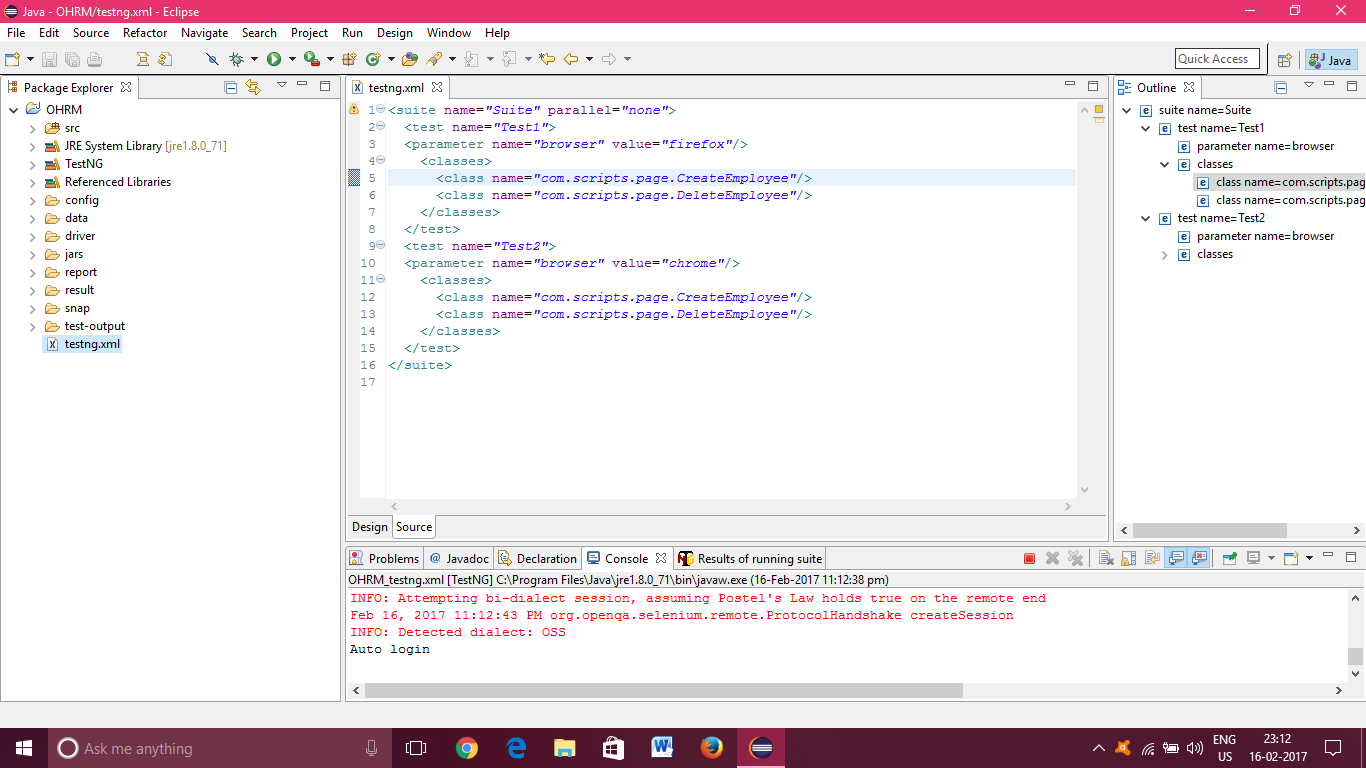 Java - OHRM/testng.xml - Eclipse
File Edit Source Refactor Navigate Search Project Run Design Window Help
Quick Access
Java
Package Explorer
OHRM
src
JRE System Library [jre1.8.0_71]
TestNG
Referenced Libraries
config
data
driver
jars
report
result
snap
test-output
testng.xml
testng.xml
1 <suite name="Suite" parallel="none">
2 <test name="Test1">
3 <parameter name="browser" value="firefox"/>
4 <classes>
5 <class name="com.scripts.page.CreateEmployee"/>
6 <class name="com.scripts.page.DeleteEmployee"/>
7 </classes>
8 </test>
9 <test name="Test2">
10 <parameter name="browser" value="chrome"/>
11 <classes>
12 <class name="com.scripts.page.CreateEmployee"/>
13 <class name="com.scripts.page.DeleteEmployee"/>
14 </classes>
15 </test>
16 </suite>
17
Design Source
Outline
suite name=Suite
test name=Test1
parameter name=browser
classes
class name=com.scripts.pag
class name=com.scripts.pag
test name=Test2
parameter name=browser
classes
Problems @ Javadoc Declaration Console Results of running suite
OHRM_testng.xml [TestNG] C:\Program Files\Java\jre1.8.0_71\bin\javaw.exe (16-Feb-2017 11:12:38 pm)
INFO: Attempting bi-dialect session, assuming Postel's Law holds true on the remote end
Feb 16, 2017 11:12:43 PM org.openqa.selenium.remote.ProtocolHandshake createSession
INFO: Detected dialect: OSS
Auto login
Ask me anything
ENG
US
23:12
16-02-2017